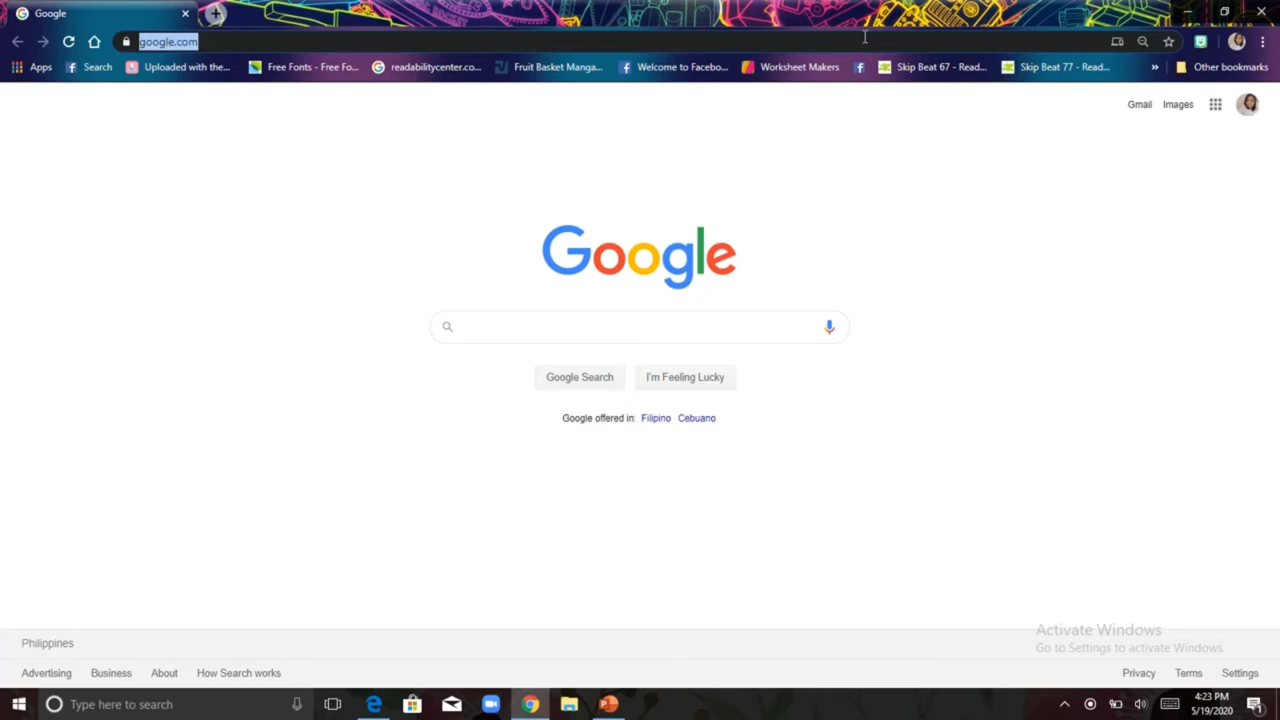 Google
google.com
Apps Search Uploaded with the... Free Fonts - Free Fo... readabilitycenter.co... Fruit Basket Manga... Welcome to Facebo... Worksheet Makers Skip Beat 67 - Read... Skip Beat 77 - Read... » Other bookmarks
Gmail Images
Google
Google Search I'm Feeling Lucky
Google offered in: Filipino Cebuano
Activate Windows
Go to Settings to activate Windows.
Philippines
Advertising Business About How Search works Privacy Terms Settings
Type here to search
4:23 PM
5/19/2020